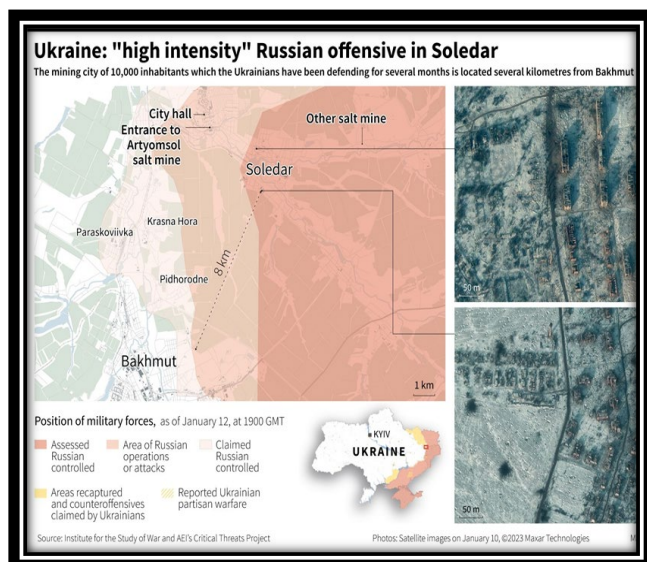 Ukraine: "high intensity" Russian offensive in Soledar
The mining city of 10,000 inhabitants which the Ukrainians have been defending for several months is located several kilometres from Bakhmut
City hall
Entrance to
Artyomsol
salt mine
Other salt mine
Soledar
Krasna Hora
Paraskoviivka
Pidhorodne
8 km
Bakhmut
1 km
50 m
50 m
Position of military forces, as of January 12, at 1900 GMT
Assessed
Russian
controlled
Area of Russian
operations
or attacks
Claimed
Russian
controlled
Areas recaptured
and counteroffensives
claimed by Ukrainians
Reported Ukrainian
partisan warfare
KYIV
UKRAINE
Source: Institute for the Study of War and AEI's Critical Threats Project
Photos: Satellite images on January 10, ©2023 Maxar Technologies